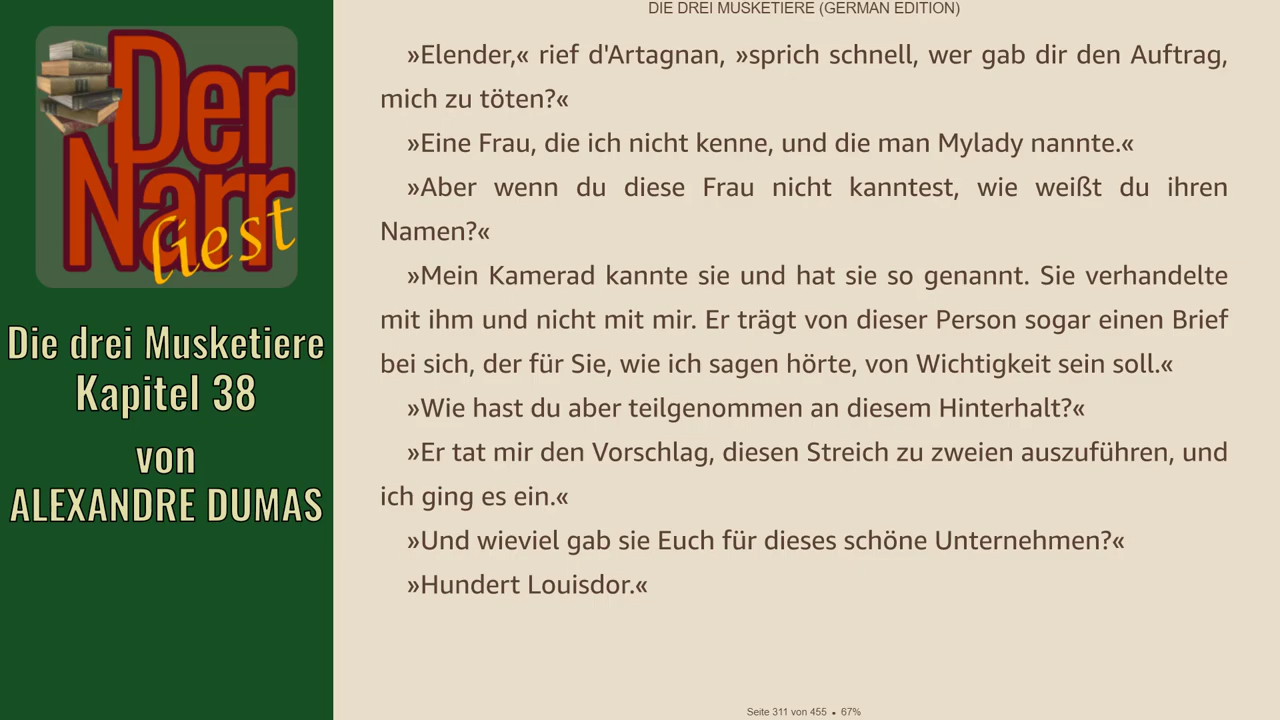 Der
Narr
liest
Die drei Musketiere
Kapitel 38
von
ALEXANDRE DUMAS
DIE DREI MUSKETIERE (GERMAN EDITION)
»Elender,« rief d'Artagnan, »sprich schnell, wer gab dir den Auftrag,
mich zu töten?«
»Eine Frau, die ich nicht kenne, und die man Mylady nannte.«
»Aber wenn du diese Frau nicht kanntest, wie weißt du ihren
Namen?«
»Mein Kamerad kannte sie und hat sie so genannt. Sie verhandelte
mit ihm und nicht mit mir. Er trägt von dieser Person sogar einen Brief
bei sich, der für Sie, wie ich sagen hörte, von Wichtigkeit sein soll.«
»Wie hast du aber teilgenommen an diesem Hinterhalt?«
»Er tat mir den Vorschlag, diesen Streich zu zweien auszuführen, und
ich ging es ein.«
»Und wieviel gab sie Euch für dieses schöne Unternehmen?«
»Hundert Louisdor.«
Seite 311 von 455 • 67%